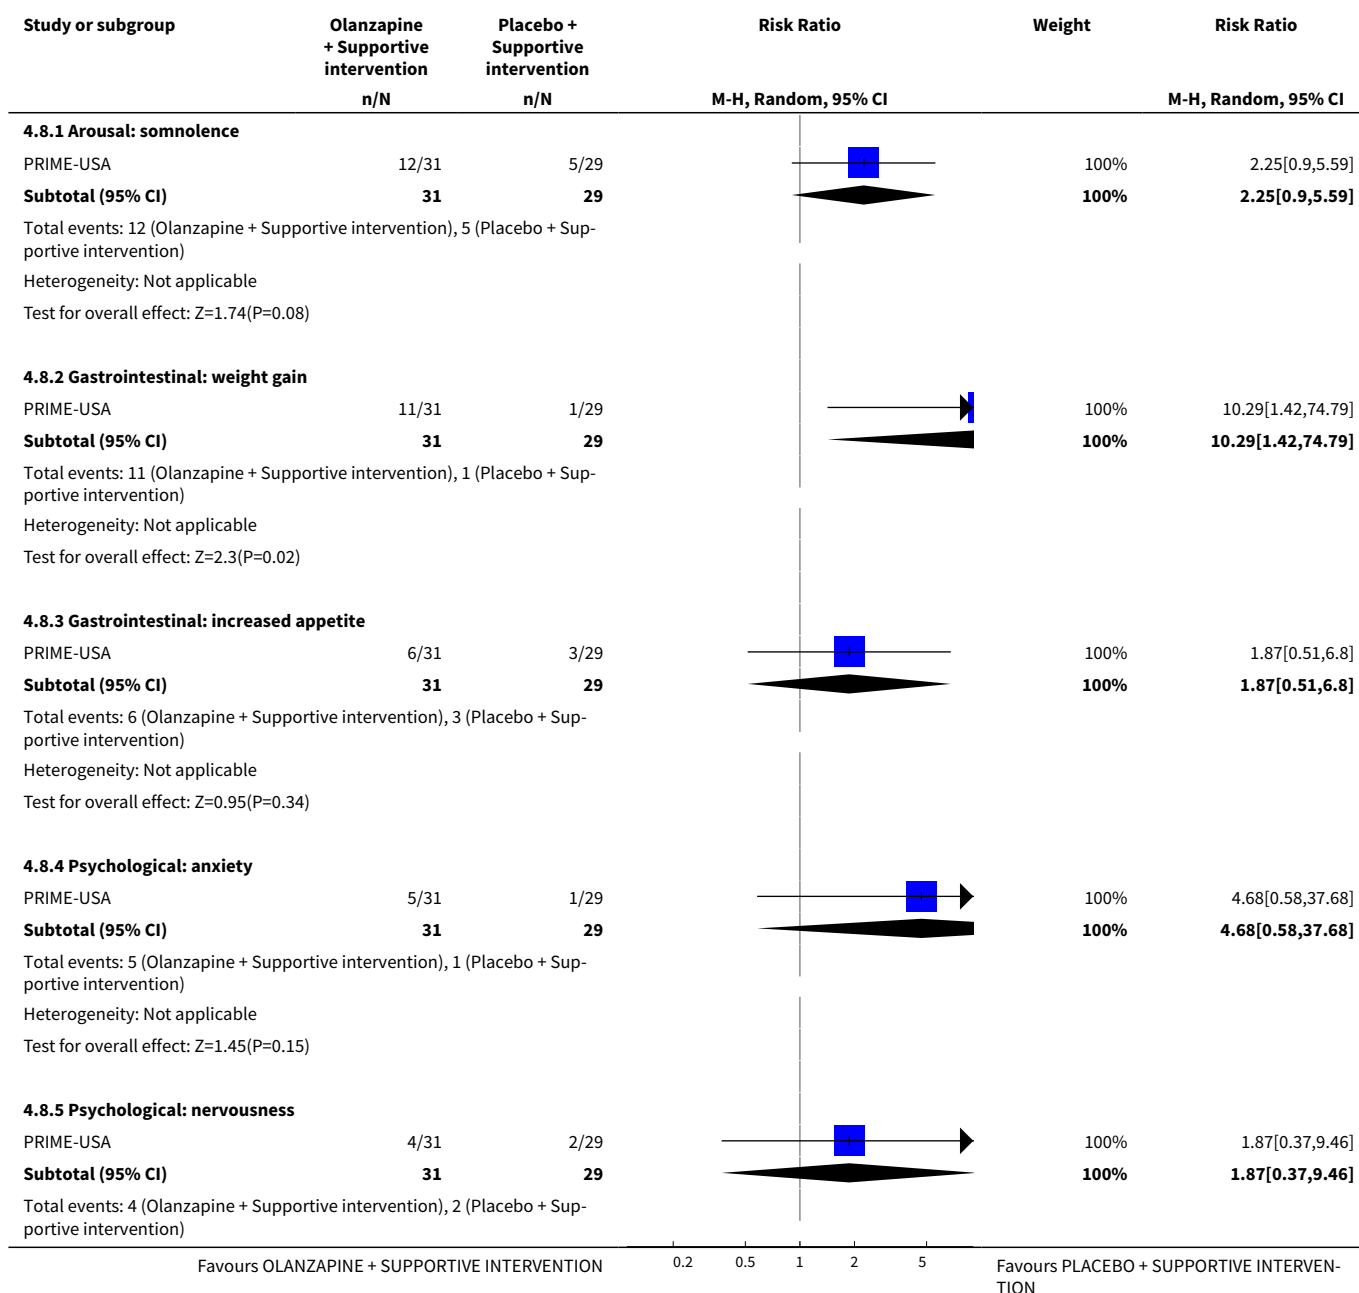 Study or subgroup Olanzapine + Supportive intervention Placebo + Supportive intervention Risk Ratio Weight Risk Ratio
n/N n/N M-H, Random, 95% CI M-H, Random, 95% CI
4.8.1 Arousal: somnolence
PRIME-USA 12/31 5/29 100% 2.25[0.9,5.59]
Subtotal (95% CI) 31 29 100% 2.25[0.9,5.59]
Total events: 12 (Olanzapine + Supportive intervention), 5 (Placebo + Sup-
portive intervention)
Heterogeneity: Not applicable
Test for overall effect: Z=1.74(P=0.08)
4.8.2 Gastrointestinal: weight gain
PRIME-USA 11/31 1/29 100% 10.29[1.42,74.79]
Subtotal (95% CI) 31 29 100% 10.29[1.42,74.79]
Total events: 11 (Olanzapine + Supportive intervention), 1 (Placebo + Sup-
portive intervention)
Heterogeneity: Not applicable
Test for overall effect: Z=2.3(P=0.02)
4.8.3 Gastrointestinal: increased appetite
PRIME-USA 6/31 3/29 100% 1.87[0.51,6.8]
Subtotal (95% CI) 31 29 100% 1.87[0.51,6.8]
Total events: 6 (Olanzapine + Supportive intervention), 3 (Placebo + Sup-
portive intervention)
Heterogeneity: Not applicable
Test for overall effect: Z=0.95(P=0.34)
4.8.4 Psychological: anxiety
PRIME-USA 5/31 1/29 100% 4.68[0.58,37.68]
Subtotal (95% CI) 31 29 100% 4.68[0.58,37.68]
Total events: 5 (Olanzapine + Supportive intervention), 1 (Placebo + Sup-
portive intervention)
Heterogeneity: Not applicable
Test for overall effect: Z=1.45(P=0.15)
4.8.5 Psychological: nervousness
PRIME-USA 4/31 2/29 100% 1.87[0.37,9.46]
Subtotal (95% CI) 31 29 100% 1.87[0.37,9.46]
Total events: 4 (Olanzapine + Supportive intervention), 2 (Placebo + Sup-
portive intervention)
Favours OLANZAPINE + SUPPORTIVE INTERVENTION 0.2 0.5 1 2 5 Favours PLACEBO + SUPPORTIVE INTERVEN-
TION